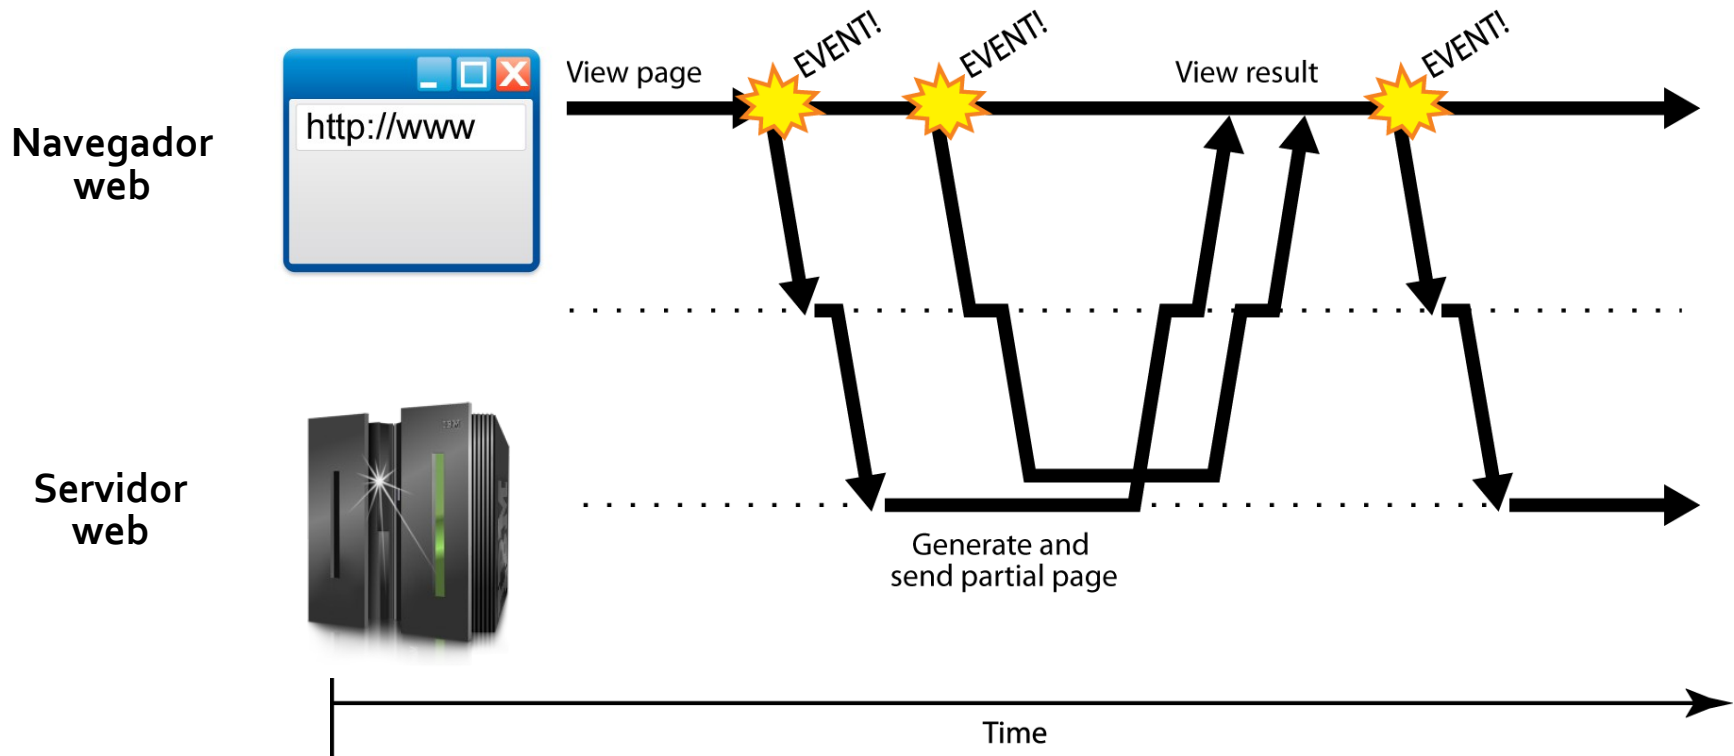 View page
EVENT!
EVENT!
View result
EVENT!
http://www
Navegador
web
IBM
Servidor
web
Generate and
send partial page
Time